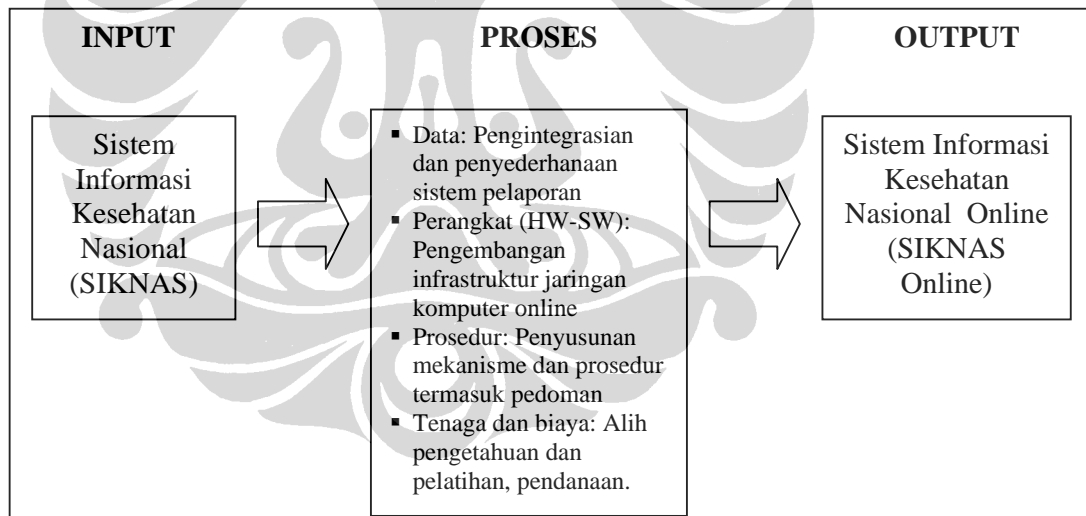 INPUT
PROSES
OUTPUT
Sistem
Informasi
Kesehatan
Nasional
(SIKNAS)
▪ Data: Pengintegrasian
dan penyederhanaan
sistem pelaporan
▪ Perangkat (HW-SW):
Pengembangan
infrastruktur jaringan
komputer online
▪ Prosedur: Penyusunan
mekanisme dan prosedur
termasuk pedoman
▪ Tenaga dan biaya: Alih
pengetahuan dan
pelatihan, pendanaan.
Sistem Informasi
Kesehatan
Nasional Online
(SIKNAS
Online)